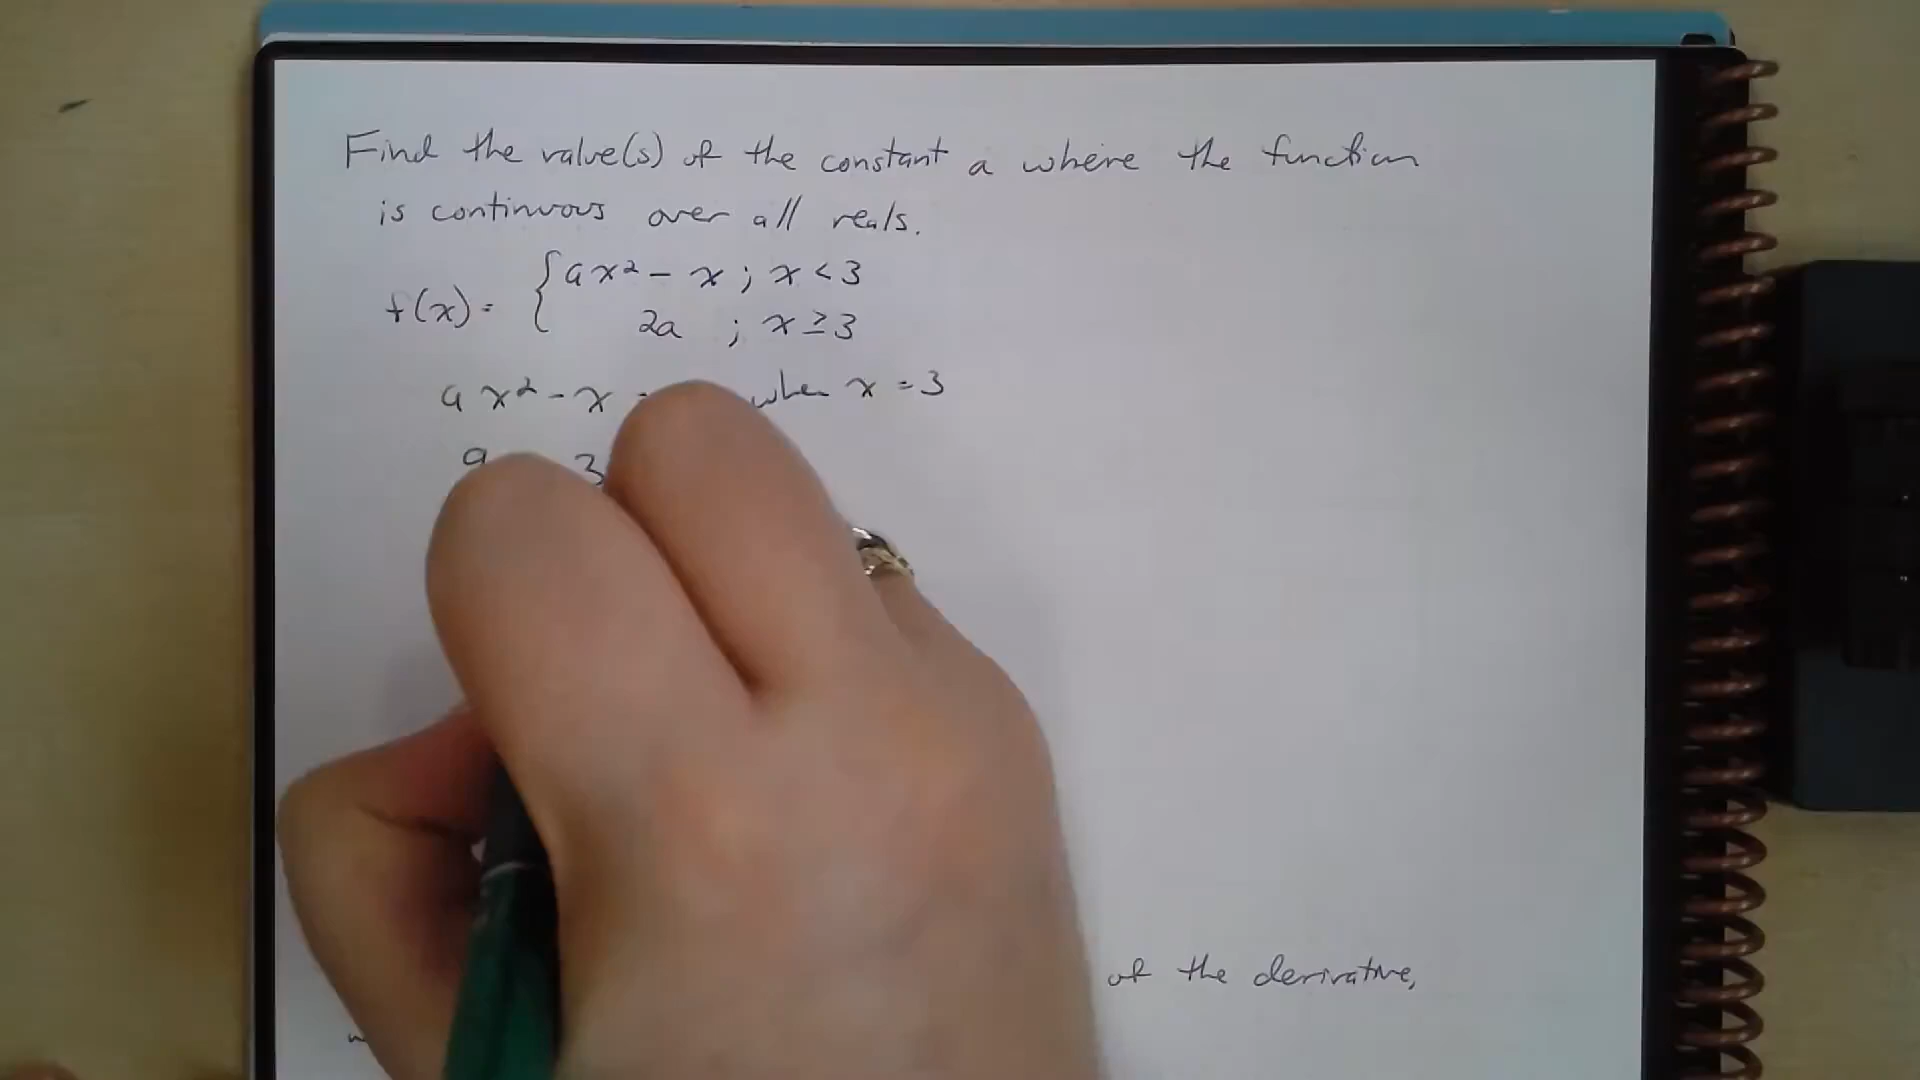 Find the value(s) of the constant a where the function
is continuous over all reals.
f(x) = { ax² - x ; x < 3
2a ; x ≥ 3
ax² - x when x = 3
a 3
of the derivative,